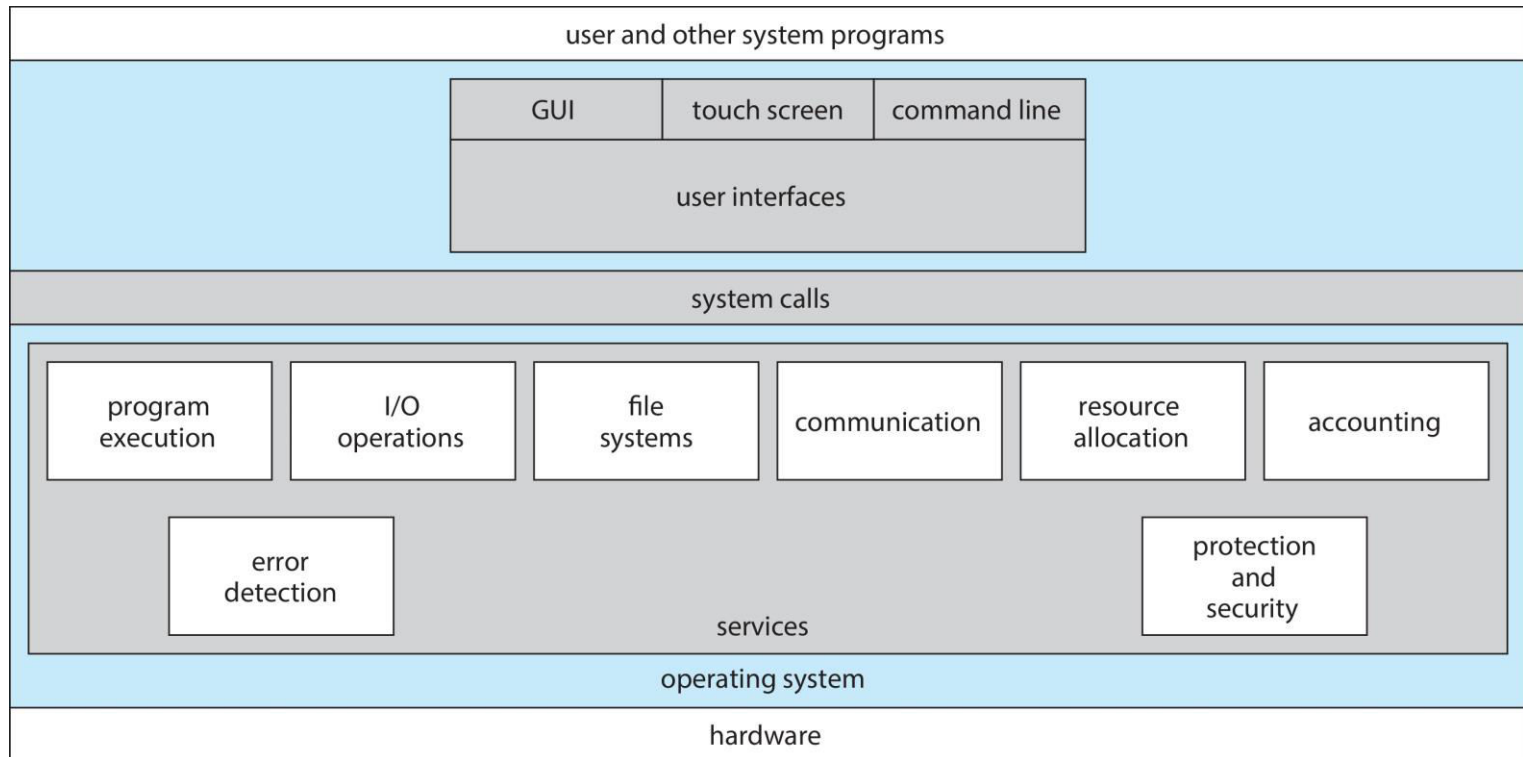 user and other system programs
GUI
touch screen
command line
user interfaces
system calls
program
execution
I/O
operations
file
systems
communication
resource
allocation
accounting
error
detection
protection
and
security
services
operating system
hardware